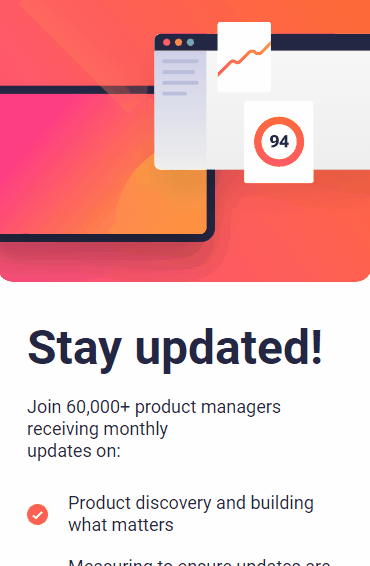 94
Stay updated!
Join 60,000+ product managers
receiving monthly
updates on:
Product discovery and building
what matters
Measuring to ensure updates are